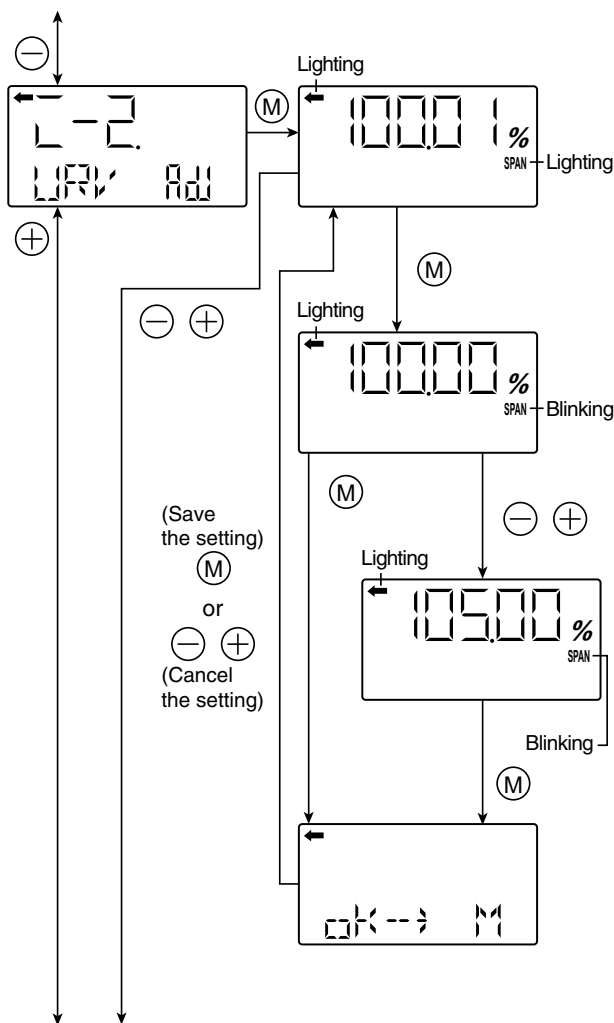 ⊖
C-2.
URV AdJ
⊕
M
Lighting
100.01 %
SPAN
Lighting
⊖ ⊕
M
Lighting
100.00 %
SPAN
Blinking
(Save
the setting)
M
or
⊖ ⊕
(Cancel
the setting)
M
⊖ ⊕
Lighting
105.00 %
SPAN
Blinking
M
oK--→ M